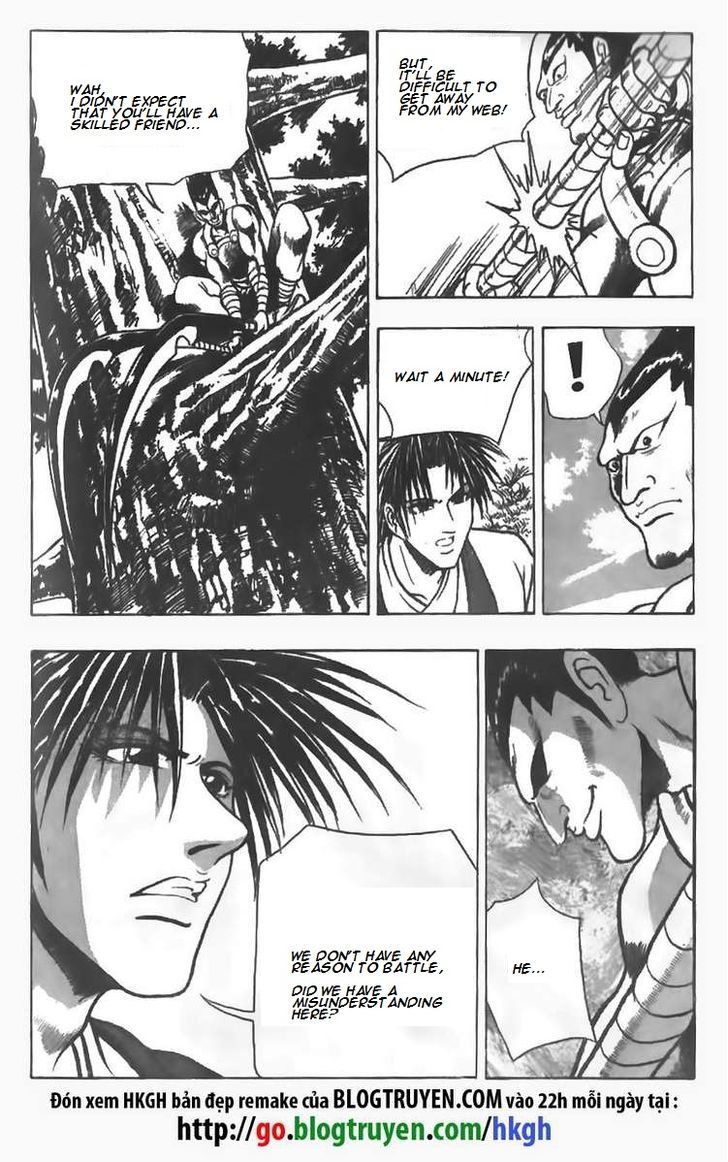 WAH,
I DIDN'T EXPECT
THAT YOU'LL HAVE A
SKILLED FRIEND...
BUT,
IT'LL BE
DIFFICULT TO
GET AWAY
FROM MY WEB!
WAIT A MINUTE!
!
WE DON'T HAVE ANY
REASON TO BATTLE,
DID WE HAVE A
MISUNDERSTANDING
HERE?
HE...
Đón xem HKGH bản đẹp remake của BLOGTRUYEN.COM vào 22h mỗi ngày tại :
http://go.blogtruyen.com/hkgh